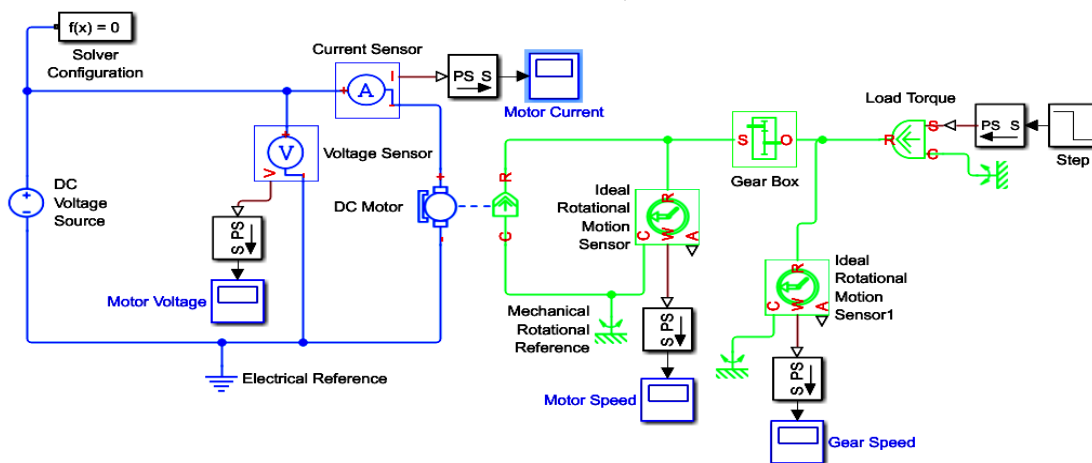 f(x) = 0
Solver
Configuration
Current Sensor
+
A
I
-
PS S
Motor Current
+
V
V
-
Voltage Sensor
S PS
Motor Voltage
+
-
DC
Voltage
Source
Electrical Reference
+
DC Motor
-
R
C
Mechanical
Rotational
Reference
Ideal
Rotational
Motion
Sensor
R
C
W
A
S PS
Motor Speed
S
O
Gear Box
Load Torque
R
S
C
PS S
Step
Ideal
Rotational
Motion
Sensor1
R
C
W
A
S PS
Gear Speed